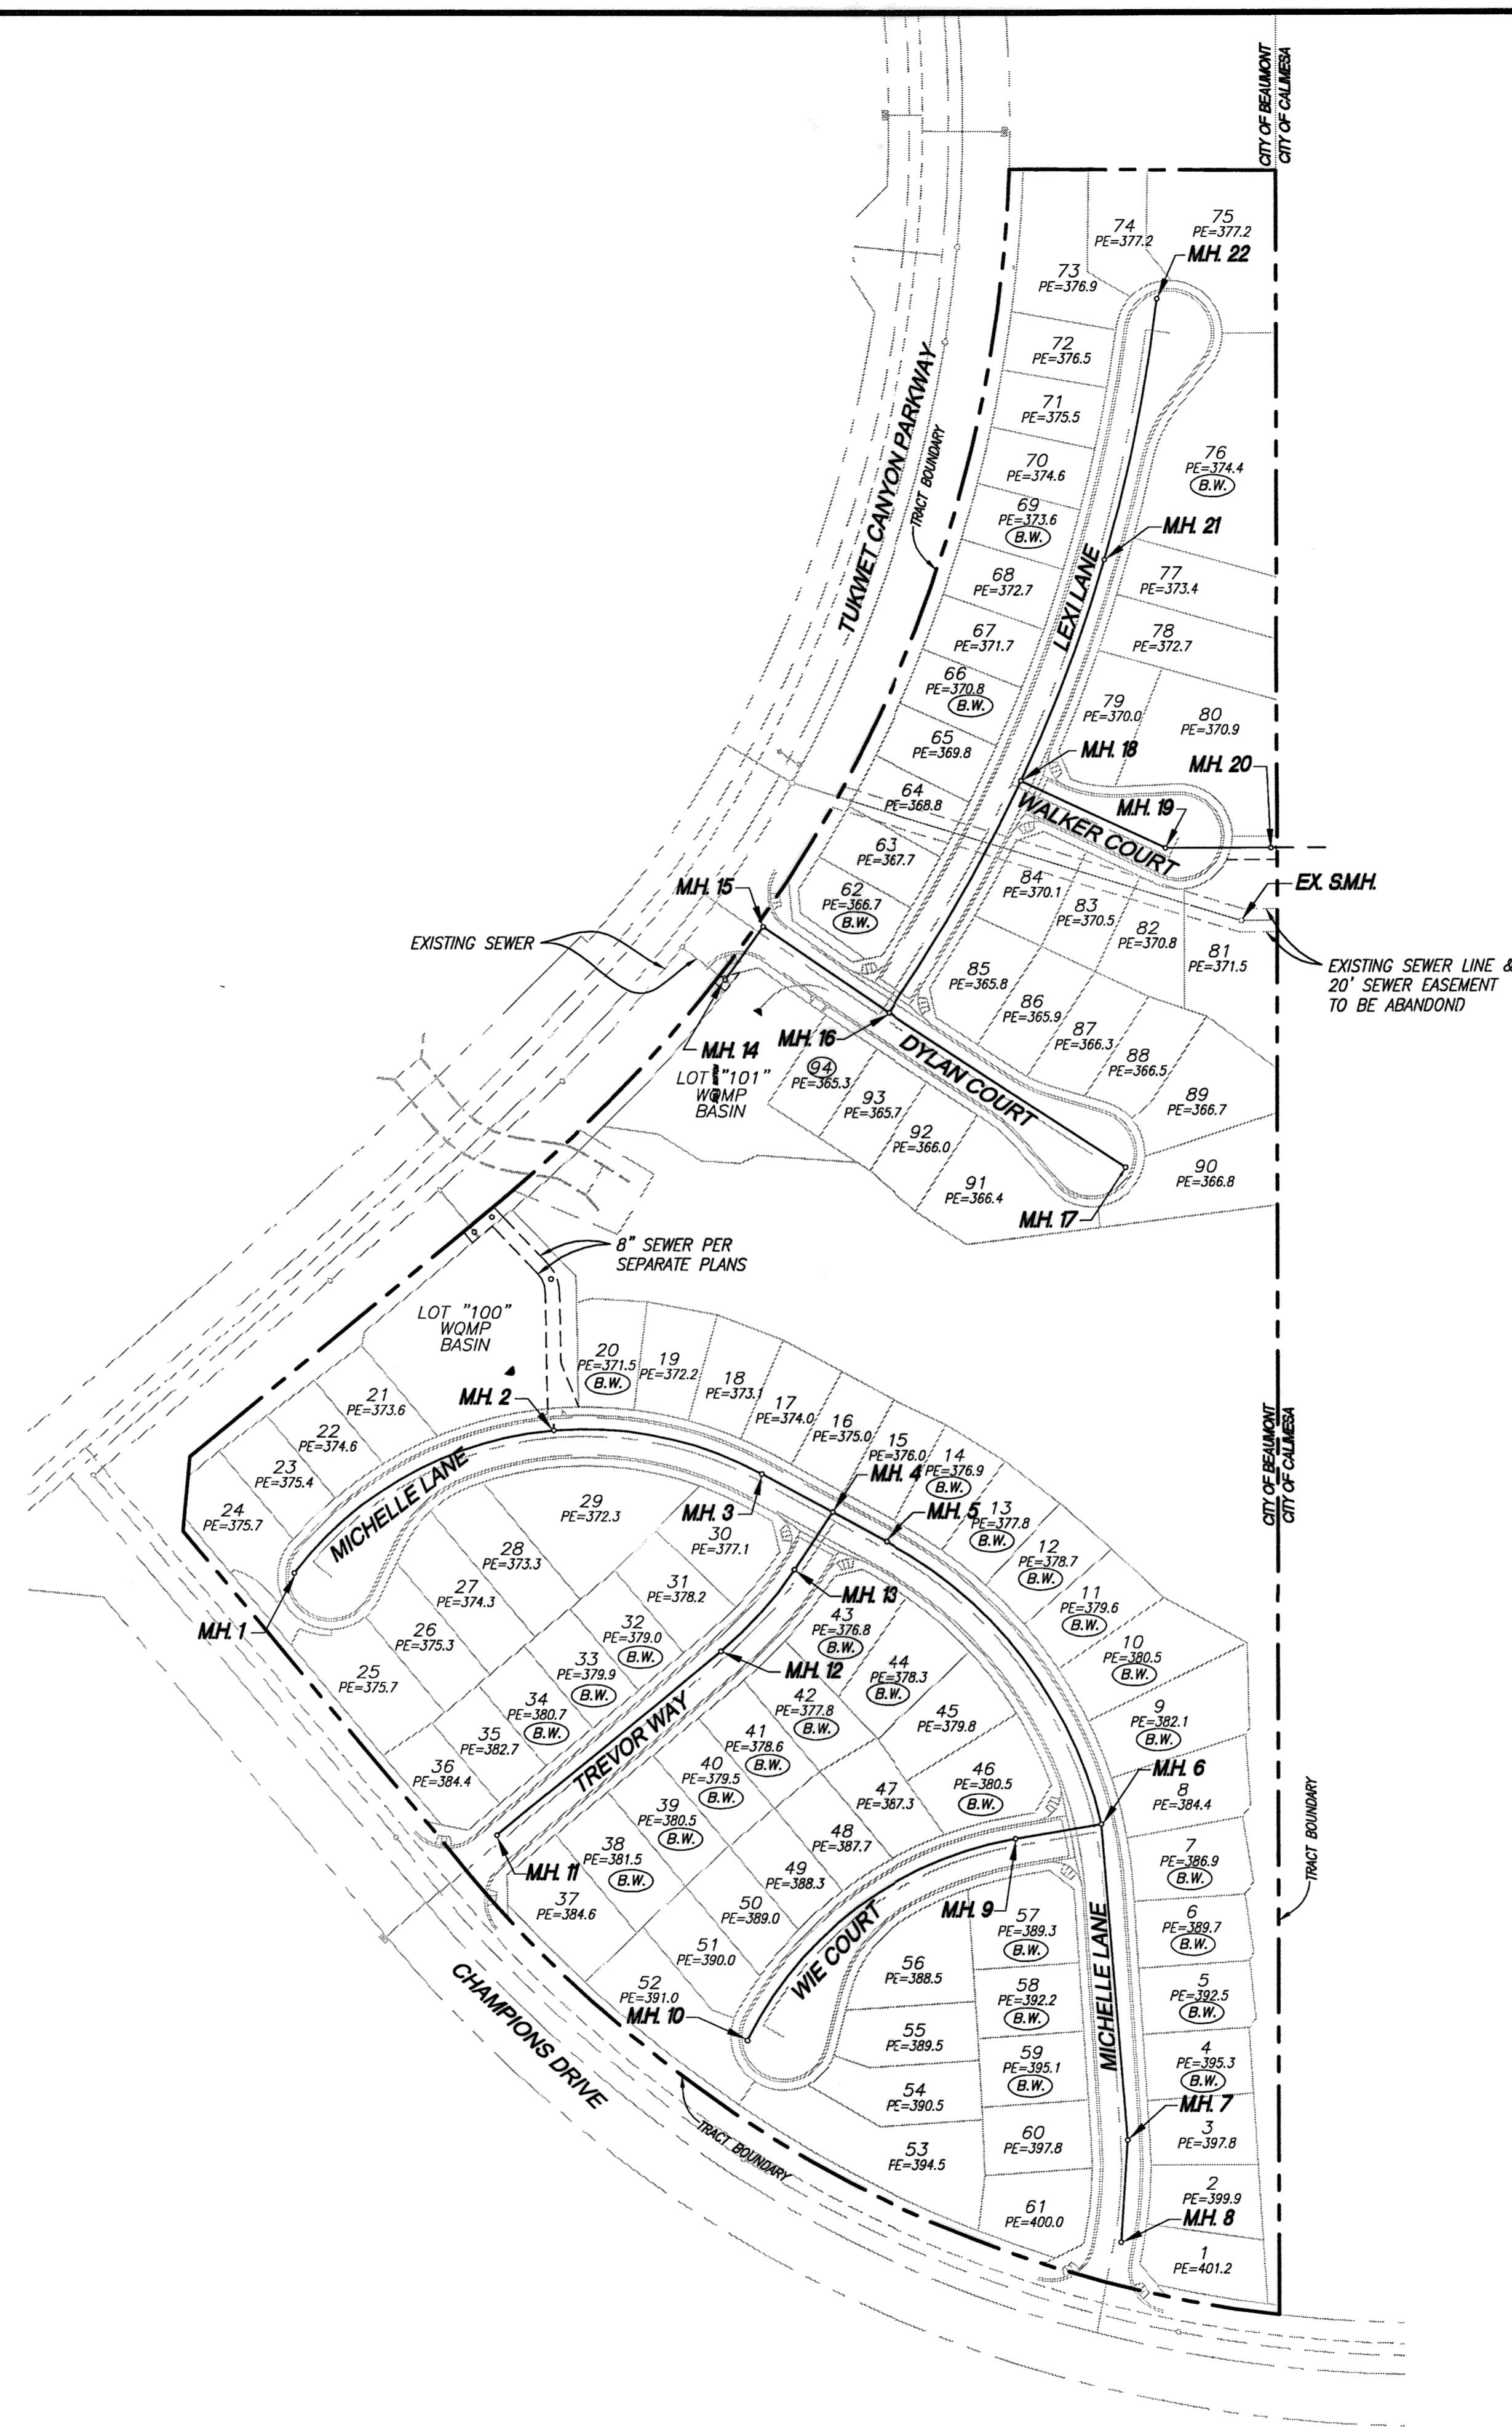 CITY OF BEAUMONT
CITY OF CALIMESA
75
PE=377.2
74
PE=377.2
M.H. 22
73
PE=376.9
72
PE=376.5
71
PE=375.5
TUKWET CANYON PARKWAY
TRACT BOUNDARY
70
PE=374.6
76
PE=374.4
B.W.
69
PE=373.6
B.W.
M.H. 21
LEXI LANE
68
PE=372.7
77
PE=373.4
67
PE=371.7
78
PE=372.7
66
PE=370.8
B.W.
79
PE=370.0
80
PE=370.9
65
PE=369.8
M.H. 18
M.H. 20
64
PE=368.8
M.H. 19
WALKER COURT
63
PE=367.7
84
PE=370.1
EX. S.M.H.
M.H. 15
62
PE=366.7
B.W.
83
PE=370.5
82
PE=370.8
81
PE=371.5
EXISTING SEWER
EXISTING SEWER LINE &
20' SEWER EASEMENT
TO BE ABANDOND
85
PE=365.8
86
PE=365.9
87
PE=366.3
88
PE=366.5
M.H. 14
M.H. 16
DYLAN COURT
LOT "101"
WQMP
BASIN
94
PE=365.3
93
PE=365.7
92
PE=366.0
89
PE=366.7
91
PE=366.4
90
PE=366.8
M.H. 17
8" SEWER PER
SEPARATE PLANS
LOT "100"
WQMP
BASIN
20
PE=371.5
B.W.
19
PE=372.2
18
PE=373.1
17
PE=374.0
16
PE=375.0
15
PE=376.0
14
PE=376.9
B.W.
13
PE=377.8
B.W.
12
PE=378.7
B.W.
11
PE=379.6
B.W.
10
PE=380.5
B.W.
9
PE=382.1
B.W.
CITY OF BEAUMONT
CITY OF CALIMESA
21
PE=373.6
22
PE=374.6
23
PE=375.4
24
PE=375.7
M.H. 2
MICHELLE LANE
M.H. 3
M.H. 4
M.H. 5
29
PE=372.3
30
PE=377.1
28
PE=373.3
31
PE=378.2
27
PE=374.3
32
PE=379.0
B.W.
26
PE=375.3
33
PE=379.9
B.W.
25
PE=375.7
34
PE=380.7
B.W.
35
PE=382.7
36
PE=384.4
M.H. 1
M.H. 13
M.H. 12
43
PE=376.8
B.W.
44
PE=378.3
B.W.
42
PE=377.8
B.W.
45
PE=379.8
41
PE=378.6
B.W.
TREVOR WAY
40
PE=379.5
B.W.
46
PE=380.5
B.W.
47
PE=387.3
M.H. 6
8
PE=384.4
TRACT BOUNDARY
39
PE=380.5
B.W.
48
PE=387.7
38
PE=381.5
B.W.
49
PE=388.3
M.H. 11
37
PE=384.6
50
PE=389.0
51
PE=390.0
52
PE=391.0
M.H. 10
WIE COURT
M.H. 9
7
PE=386.9
B.W.
57
PE=389.3
B.W.
6
PE=389.7
B.W.
56
PE=388.5
58
PE=392.2
B.W.
5
PE=392.5
B.W.
MICHELLE LANE
55
PE=389.5
59
PE=395.1
B.W.
4
PE=395.3
B.W.
54
PE=390.5
M.H. 7
3
PE=397.8
60
PE=397.8
53
PE=394.5
2
PE=399.9
61
PE=400.0
M.H. 8
1
PE=401.2
CHAMPIONS DRIVE
TRACT BOUNDARY